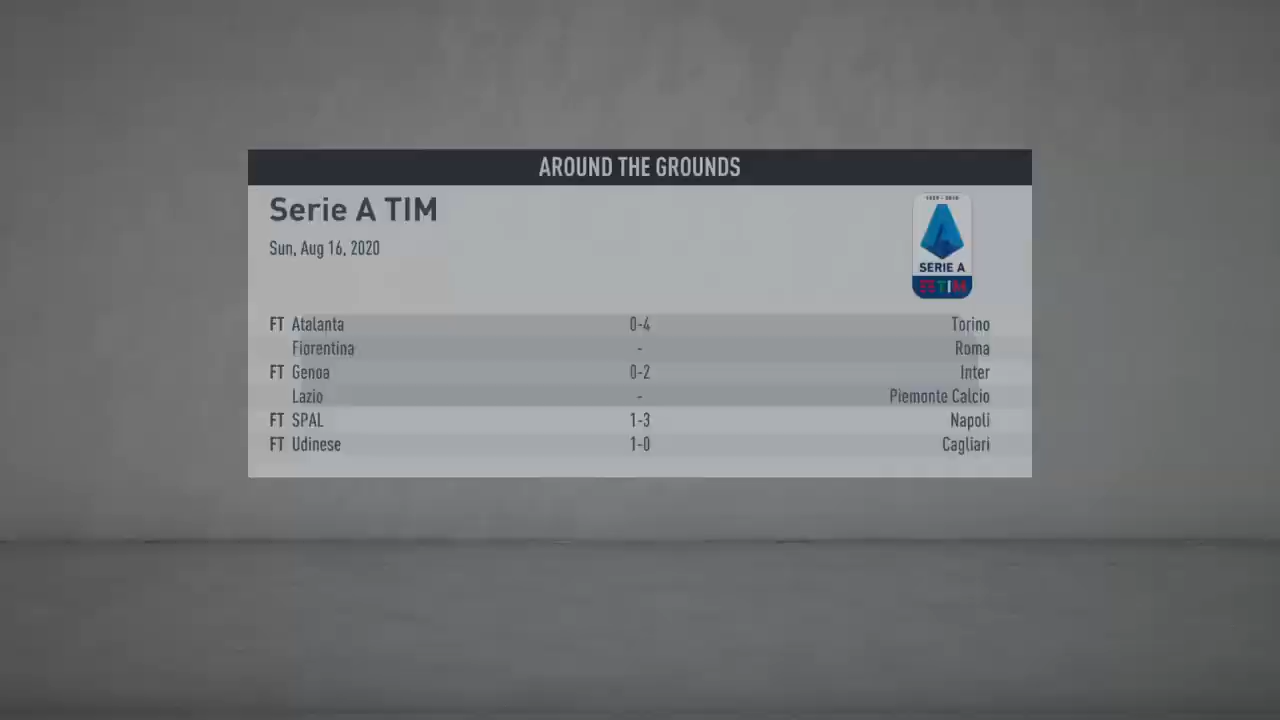 AROUND THE GROUNDS
Serie A TIM
Sun, Aug 16, 2020
SERIE A
TIM
FT Atalanta 0-4 Torino
Fiorentina - Roma
FT Genoa 0-2 Inter
Lazio - Piemonte Calcio
FT SPAL 1-3 Napoli
FT Udinese 1-0 Cagliari